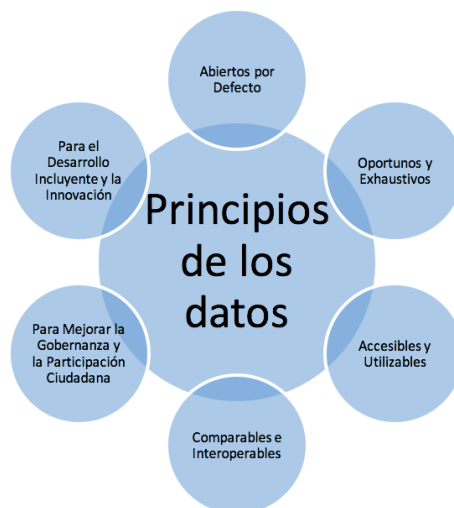 Abiertos por
Defecto
Para el
Desarrollo
Incluyente y la
Innovación
Oportunos y
Exhaustivos
Principios
de los
datos
Para Mejorar la
Gobernanza y
la Participación
Ciudadana
Accesibles y
Utilizables
Comparables e
Interoperables